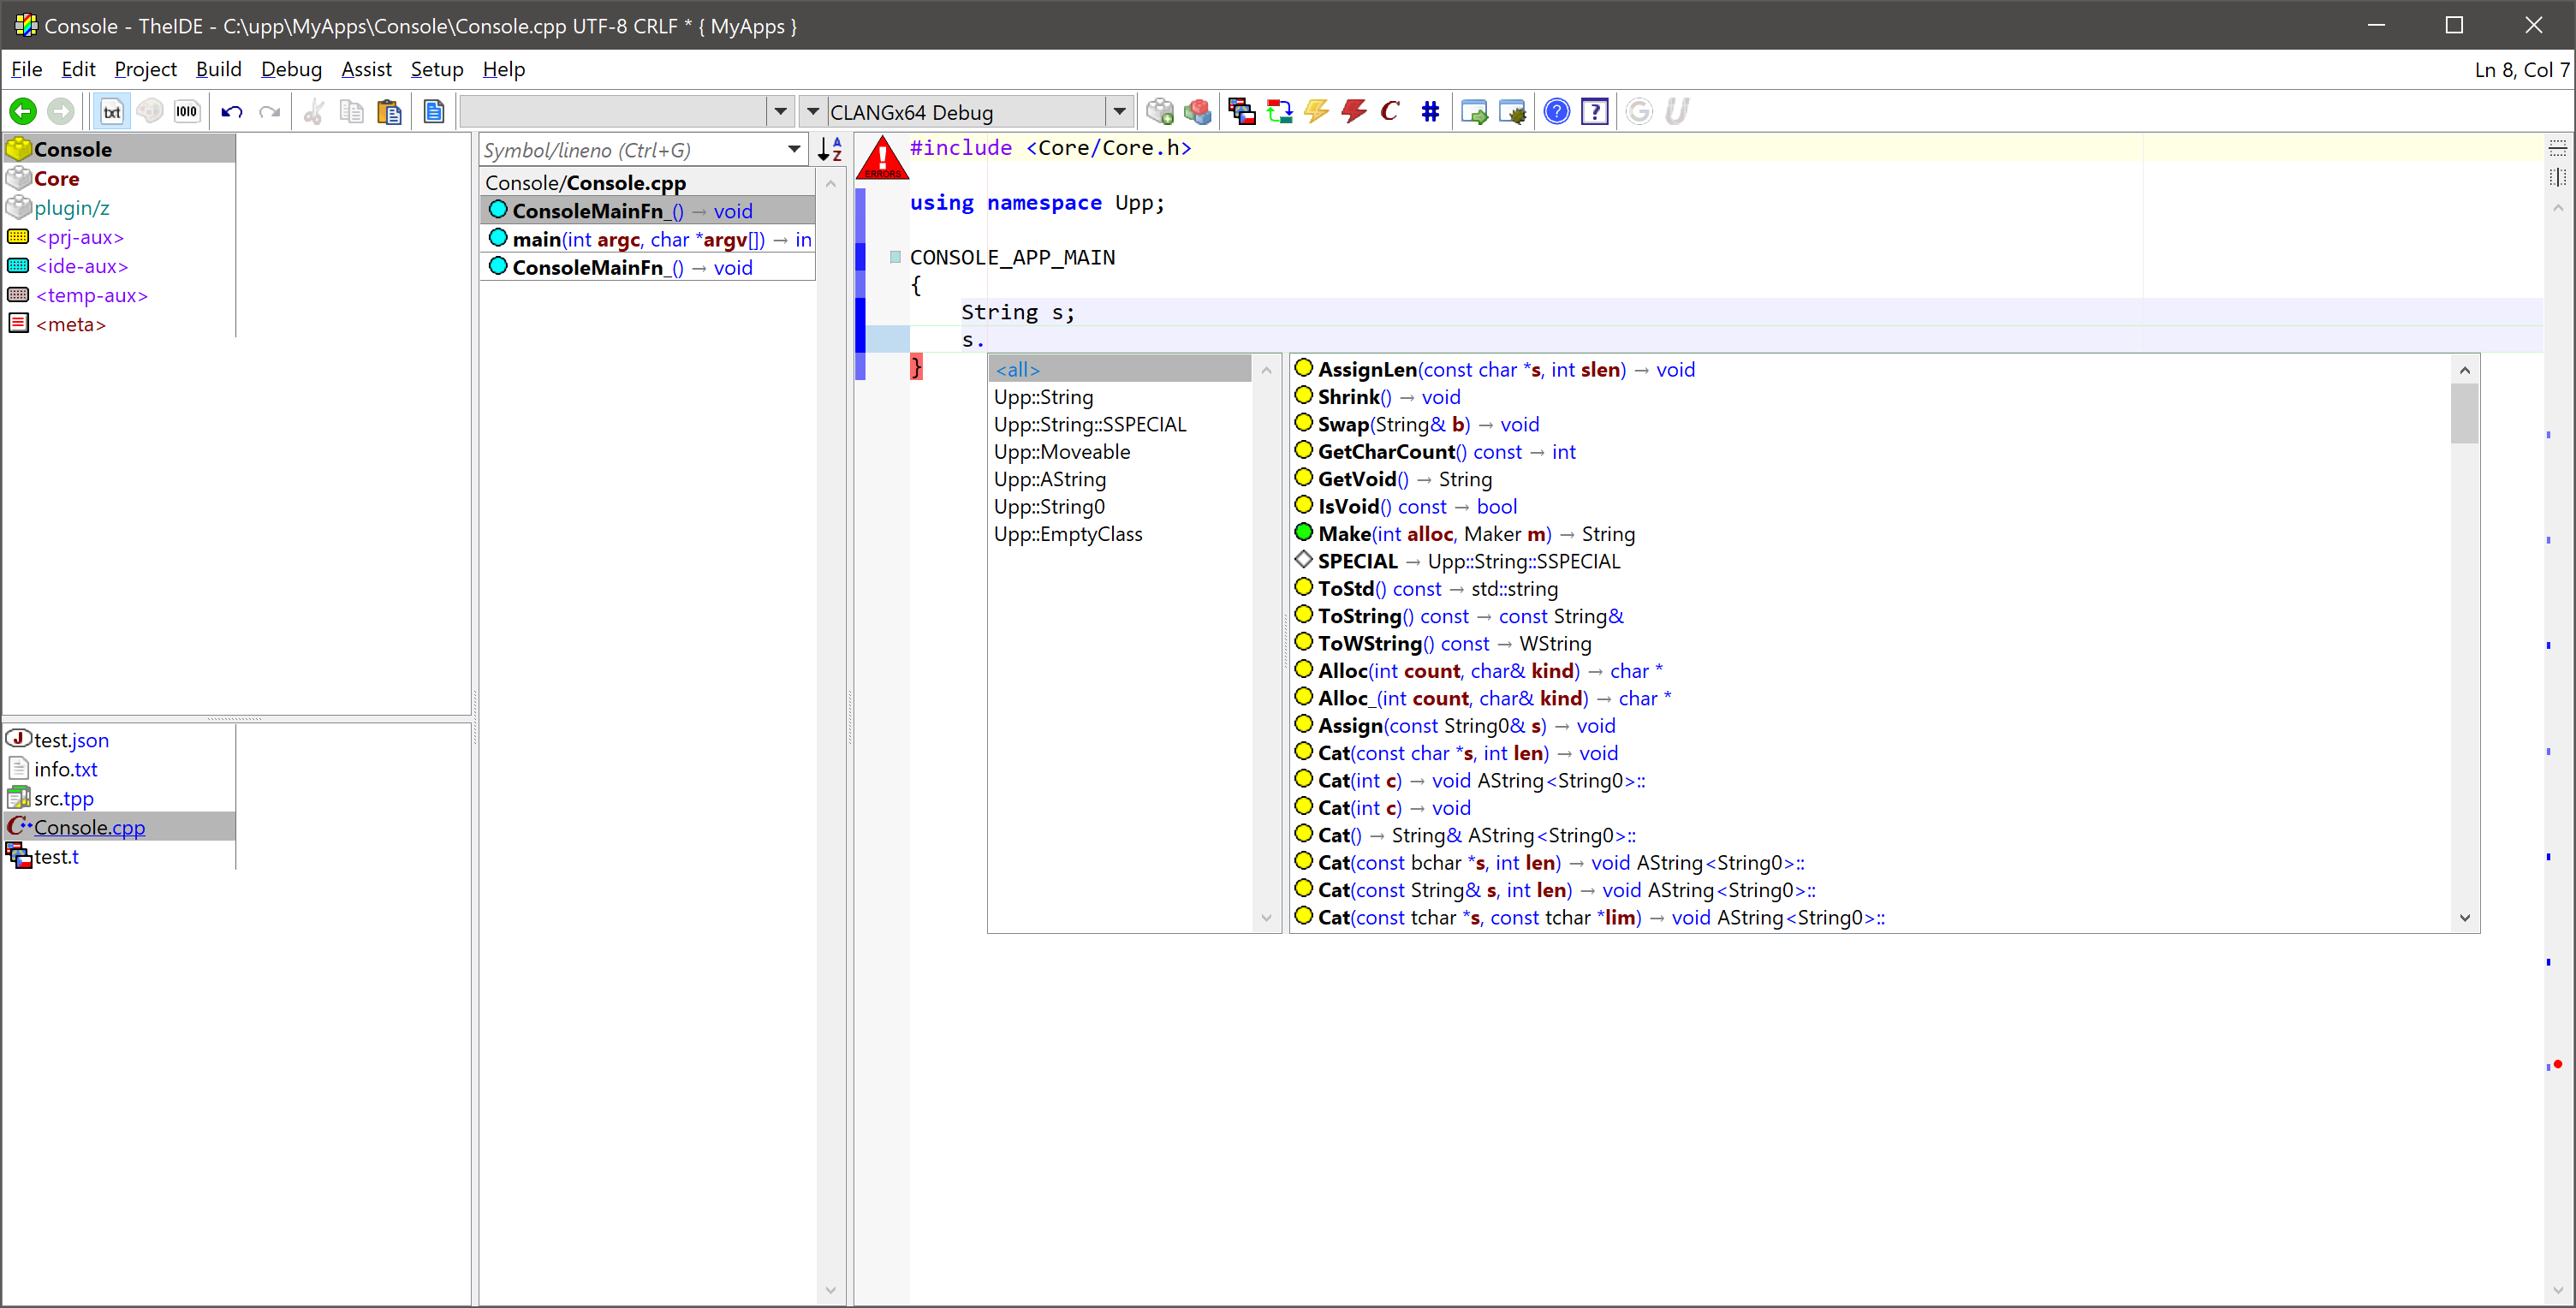 Console - TheIDE - C:\upp\MyApps\Console\Console.cpp UTF-8 CRLF * { MyApps }
File Edit Project Build Debug Assist Setup Help
Ln 8, Col 7
txt
1010
CLANGx64 Debug
C
#
?
?
G
U
Console
Core
plugin/z
<prj-aux>
<ide-aux>
<temp-aux>
<meta>
test.json
info.txt
src.tpp
Console.cpp
test.t
Symbol/lineno (Ctrl+G)
A
Z
Console/Console.cpp
ConsoleMainFn_() → void
main(int argc, char *argv[]) → in
ConsoleMainFn_() → void
ERRORS
#include <Core/Core.h>
using namespace Upp;
CONSOLE_APP_MAIN
{
String s;
s.
}
<all>
Upp::String
Upp::String::SSPECIAL
Upp::Moveable
Upp::AString
Upp::String0
Upp::EmptyClass
AssignLen(const char *s, int slen) → void
Shrink() → void
Swap(String& b) → void
GetCharCount() const → int
GetVoid() → String
IsVoid() const → bool
Make(int alloc, Maker m) → String
SPECIAL → Upp::String::SSPECIAL
ToStd() const → std::string
ToString() const → const String&
ToWString() const → WString
Alloc(int count, char& kind) → char *
Alloc_(int count, char& kind) → char *
Assign(const String0& s) → void
Cat(const char *s, int len) → void
Cat(int c) → void AString<String0>::
Cat(int c) → void
Cat() → String& AString<String0>::
Cat(const bchar *s, int len) → void AString<String0>::
Cat(const String& s, int len) → void AString<String0>::
Cat(const tchar *s, const tchar *lim) → void AString<String0>::